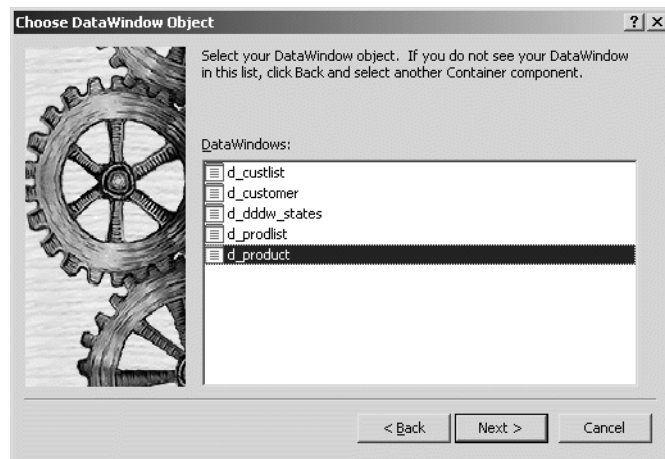 Choose DataWindow Object
Select your DataWindow object. If you do not see your DataWindow
in this list, click Back and select another Container component.
DataWindows:
d_custlist
d_customer
d_dddw_states
d_prodlist
d_product
< Back
Next >
Cancel